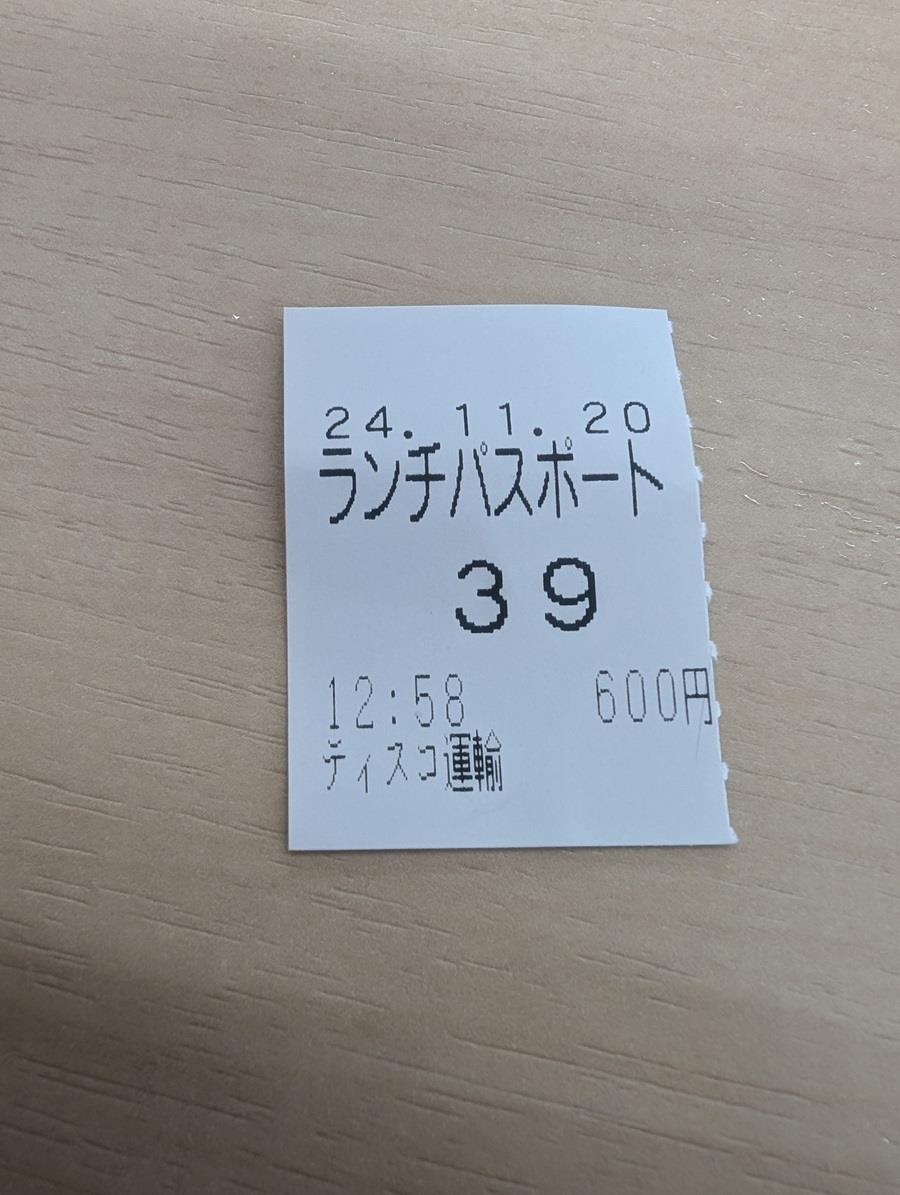 24.11.20
ランチパスポート
39
12:58 600円
ディスコ運輸